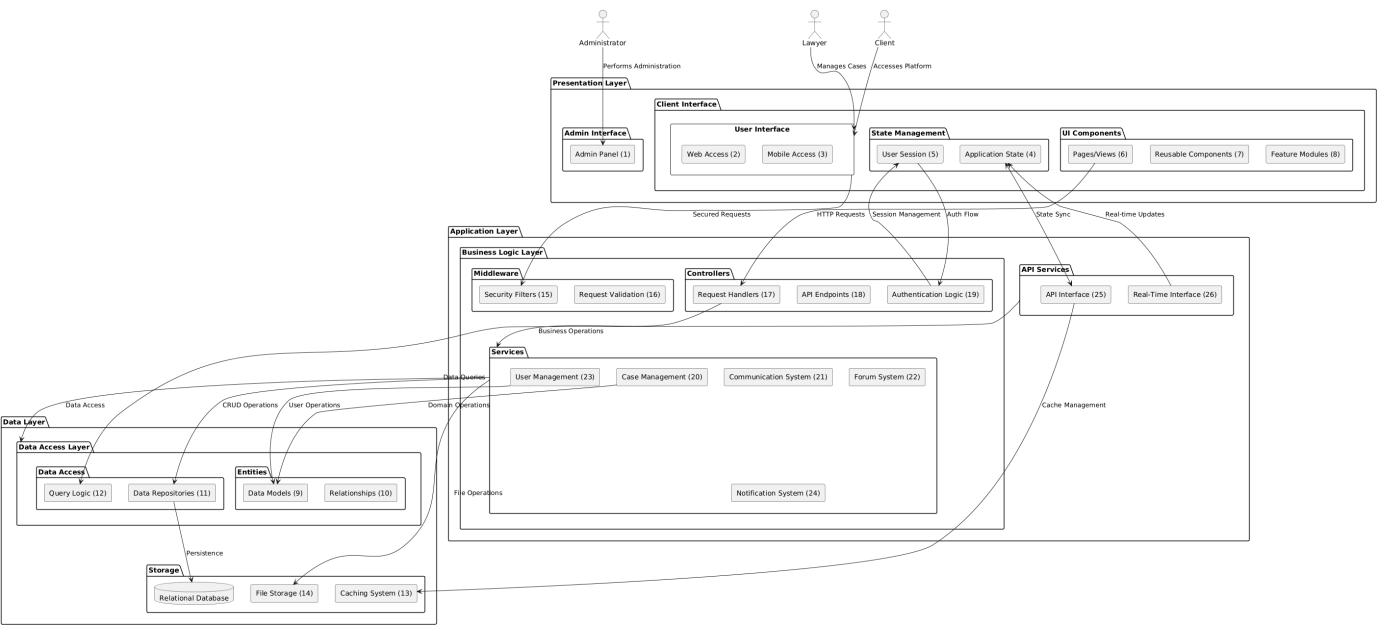 Administrator
Lawyer
Client
Performs Administration
Manages Cases
Accesses Platform
Presentation Layer
Client Interface
Admin Interface
Admin Panel (1)
User Interface
Web Access (2)
Mobile Access (3)
State Management
User Session (5)
Application State (4)
UI Components
Pages/Views (6)
Reusable Components (7)
Feature Modules (8)
Secured Requests
HTTP Requests
Session Management
Auth Flow
State Sync
Real-time Updates
Application Layer
Business Logic Layer
Middleware
Security Filters (15)
Request Validation (16)
Controllers
Request Handlers (17)
API Endpoints (18)
Authentication Logic (19)
API Services
API Interface (25)
Real-Time Interface (26)
Business Operations
Services
User Management (23)
Case Management (20)
Communication System (21)
Forum System (22)
Notification System (24)
Data Queries
Data Access
CRUD Operations
User Operations
Domain Operations
Cache Management
File Operations
Data Layer
Data Access Layer
Data Access
Query Logic (12)
Data Repositories (11)
Entities
Data Models (9)
Relationships (10)
Persistence
Storage
Relational Database
File Storage (14)
Caching System (13)